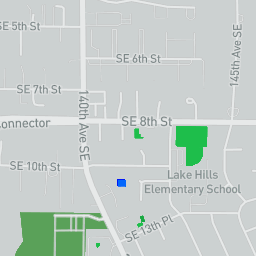 SE 5th St
SE 6th St
145th Ave SE
SE 7th St
140th Ave SE
onnector
SE 8th St
SE 10th St
Lake Hills
Elementary School
SE 13th Pl